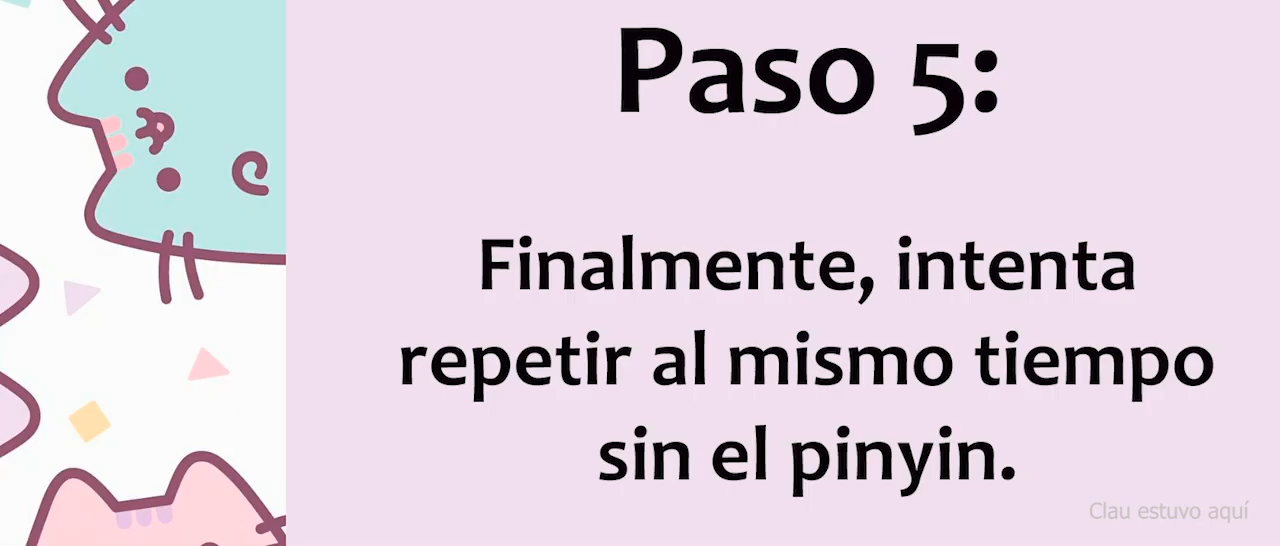 Paso 5:
Finalmente, intenta
repetir al mismo tiempo
sin el pinyin.
Clau estuvo aquí